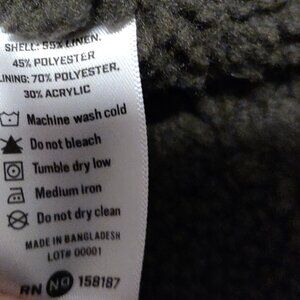 SHELL: 55% LINEN,
45% POLYESTER
LINING: 70% POLYESTER,
30% ACRYLIC
Machine wash cold
Do not bleach
Tumble dry low
Medium iron
Do not dry clean
MADE IN BANGLADESH
LOT# 00001
RN 158187